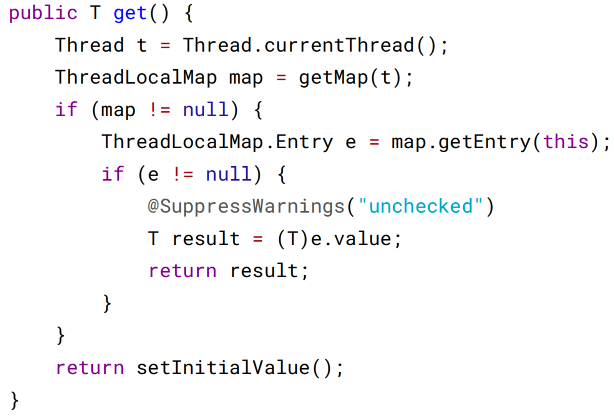 public T get() {
    Thread t = Thread.currentThread();
    ThreadLocalMap map = getMap(t);
    if (map != null) {
        ThreadLocalMap.Entry e = map.getEntry(this);
        if (e != null) {
            @SuppressWarnings("unchecked")
            T result = (T)e.value;
            return result;
        }
    }
    return setInitialValue();
}